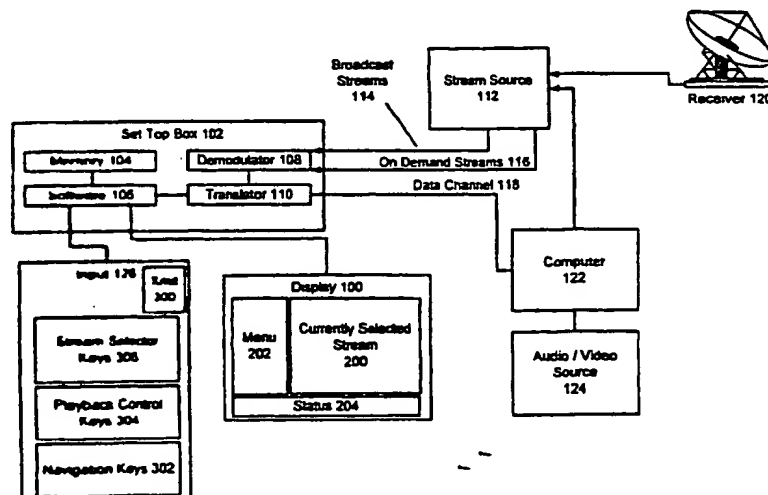 Broadcast
Streams
114
Stream Source
112
Receiver 120
Set Top Box 102
Memory 104
Demodulator 108
On Demand Streams 116
Software 106
Translator 110
Data Channel 118
Input 126
300
Display 100
Computer
122
Stream Selector
Keys 306
Menu
202
Currently Selected
Stream
200
Audio / Video
Source
124
Playback Control
Keys 304
Status 204
Navigation Keys 302